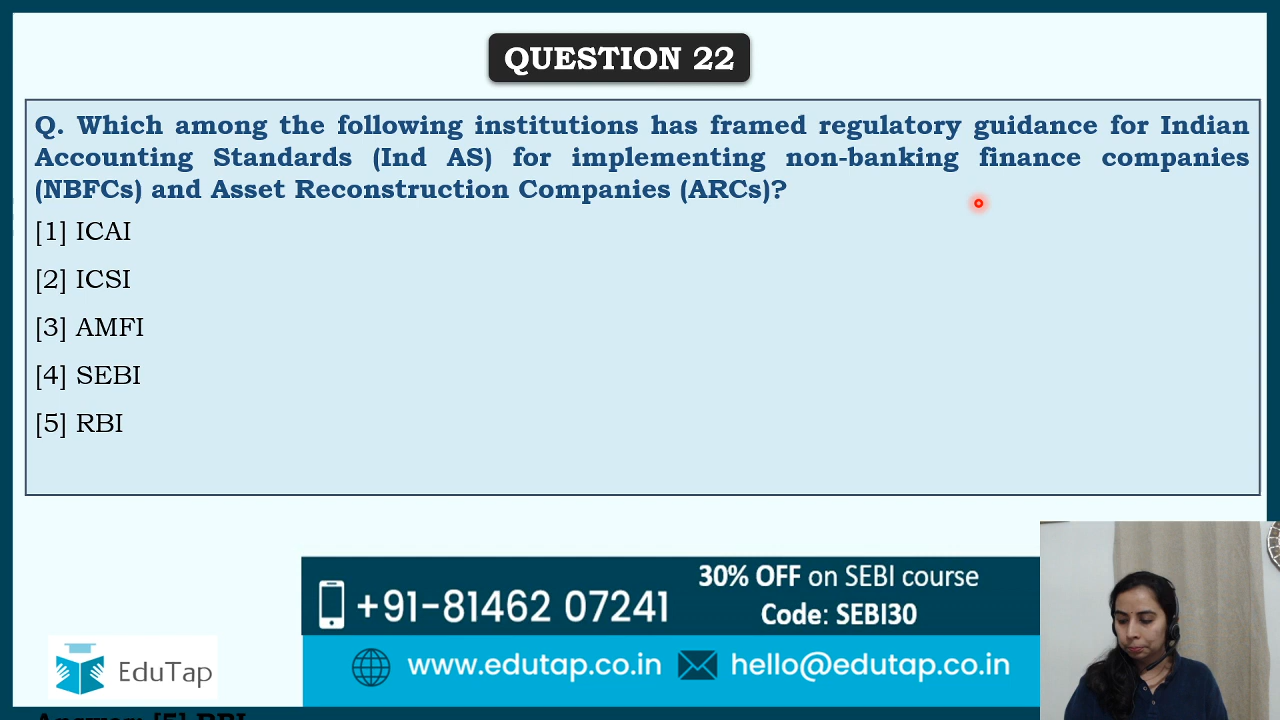 QUESTION 22
Q. Which among the following institutions has framed regulatory guidance for Indian
Accounting Standards (Ind AS) for implementing non-banking finance companies
(NBFCs) and Asset Reconstruction Companies (ARCs)?
[1] ICAI
[2] ICSI
[3] AMFI
[4] SEBI
[5] RBI
30% OFF on SEBI course
+91-81462 07241
Code: SEBI30
www.edutap.co.in hello@edutap.co.in
EduTap
Answer: [5] RBI